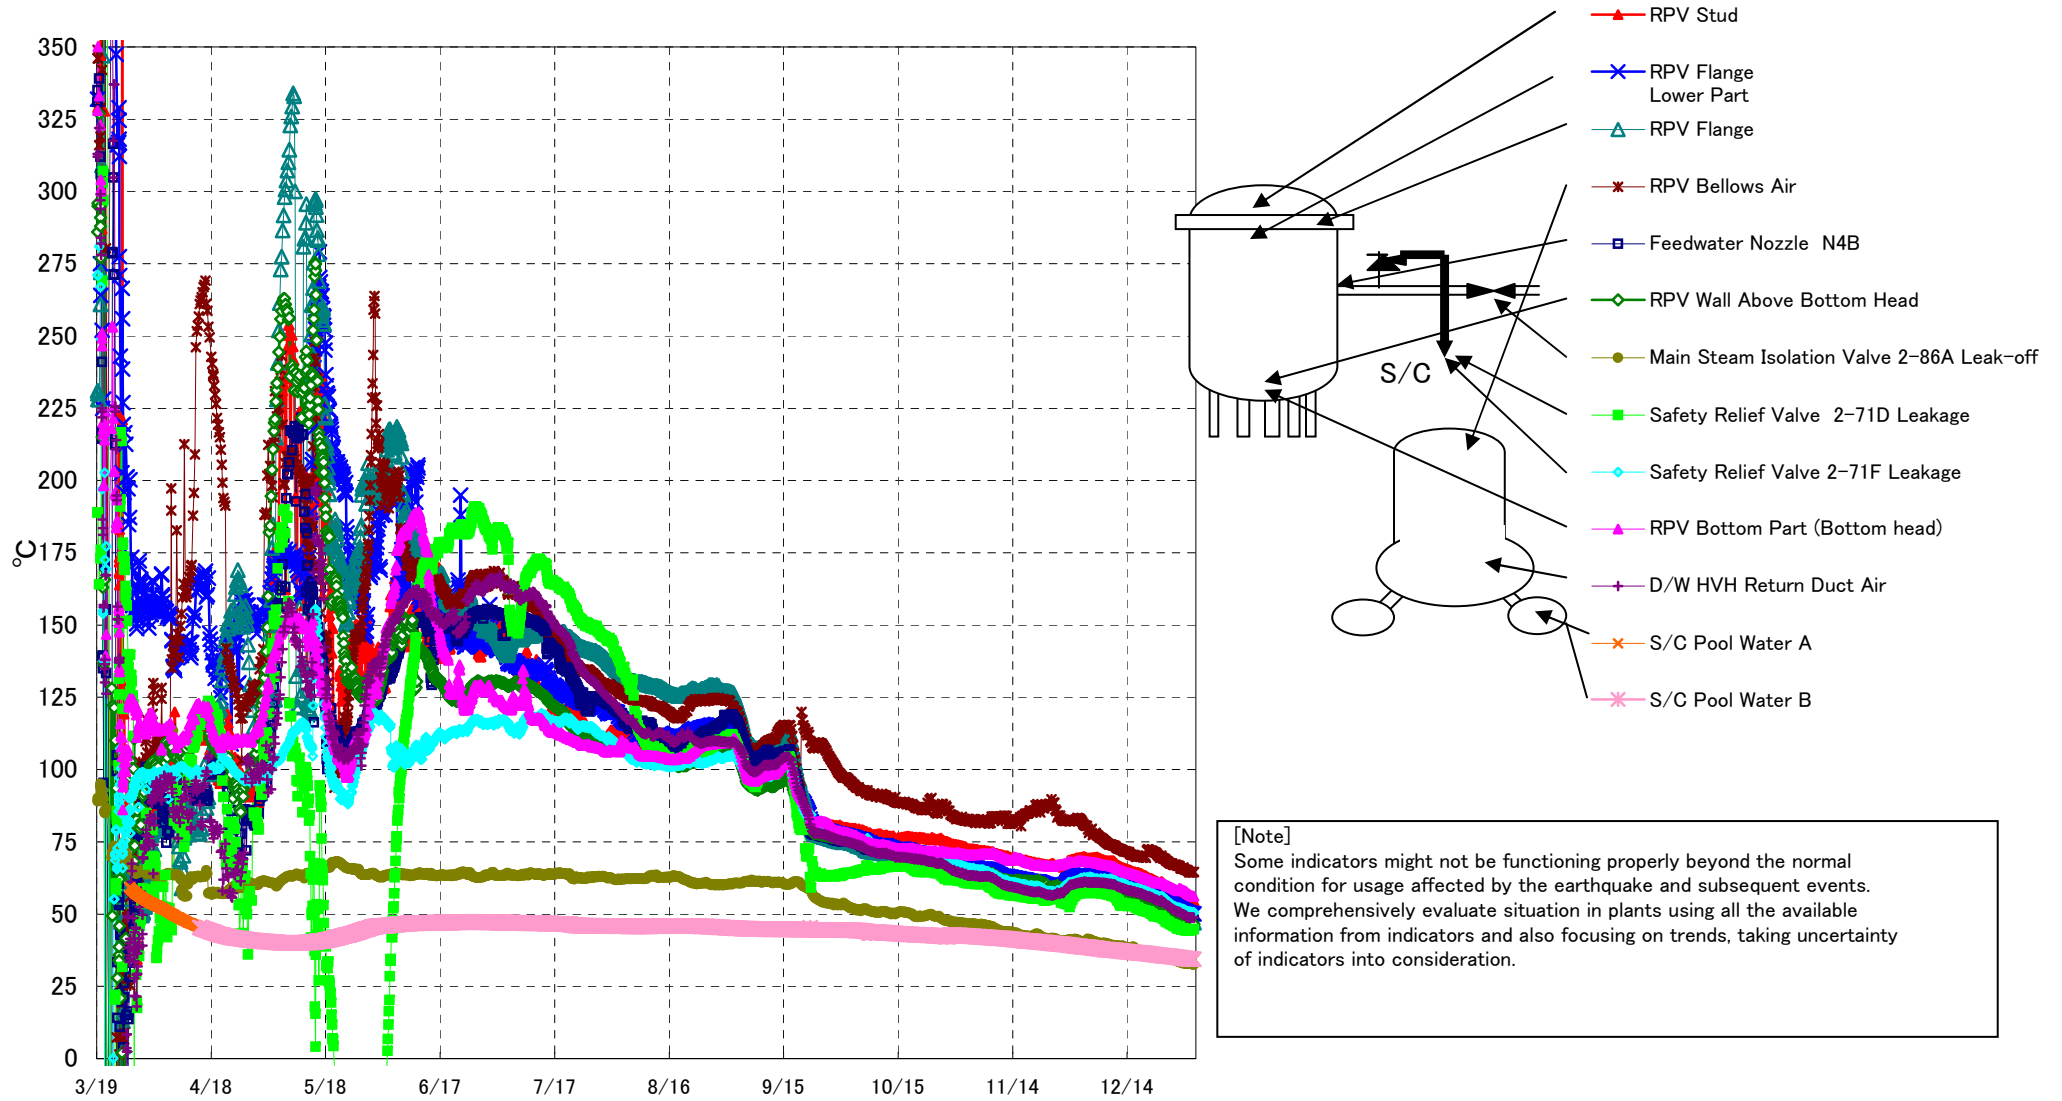 350
325
300
275
250
225
200
175
150
125
100
75
50
25
0
℃
3/19
4/18
5/18
6/17
7/17
8/16
9/15
10/15
11/14
12/14
RPV Stud
RPV Flange
Lower Part
RPV Flange
RPV Bellows Air
Feedwater Nozzle N4B
RPV Wall Above Bottom Head
Main Steam Isolation Valve 2-86A Leak-off
Safety Relief Valve 2-71D Leakage
Safety Relief Valve 2-71F Leakage
RPV Bottom Part (Bottom head)
D/W HVH Return Duct Air
S/C Pool Water A
S/C Pool Water B
S/C
[Note]
Some indicators might not be functioning properly beyond the normal
condition for usage affected by the earthquake and subsequent events.
We comprehensively evaluate situation in plants using all the available
information from indicators and also focusing on trends, taking uncertainty
of indicators into consideration.